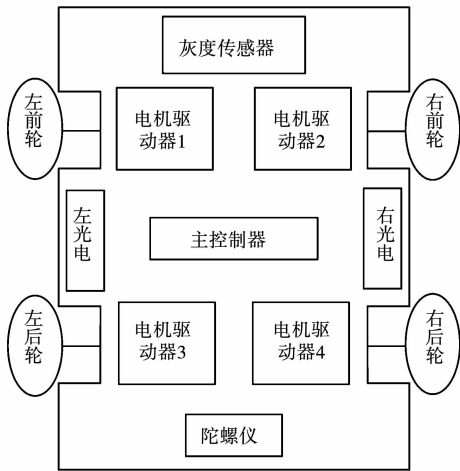 灰度传感器
左前轮
电机驱
动器1
电机驱
动器2
右前轮
左光电
主控制器
右光电
左后轮
电机驱
动器3
电机驱
动器4
右后轮
陀螺仪